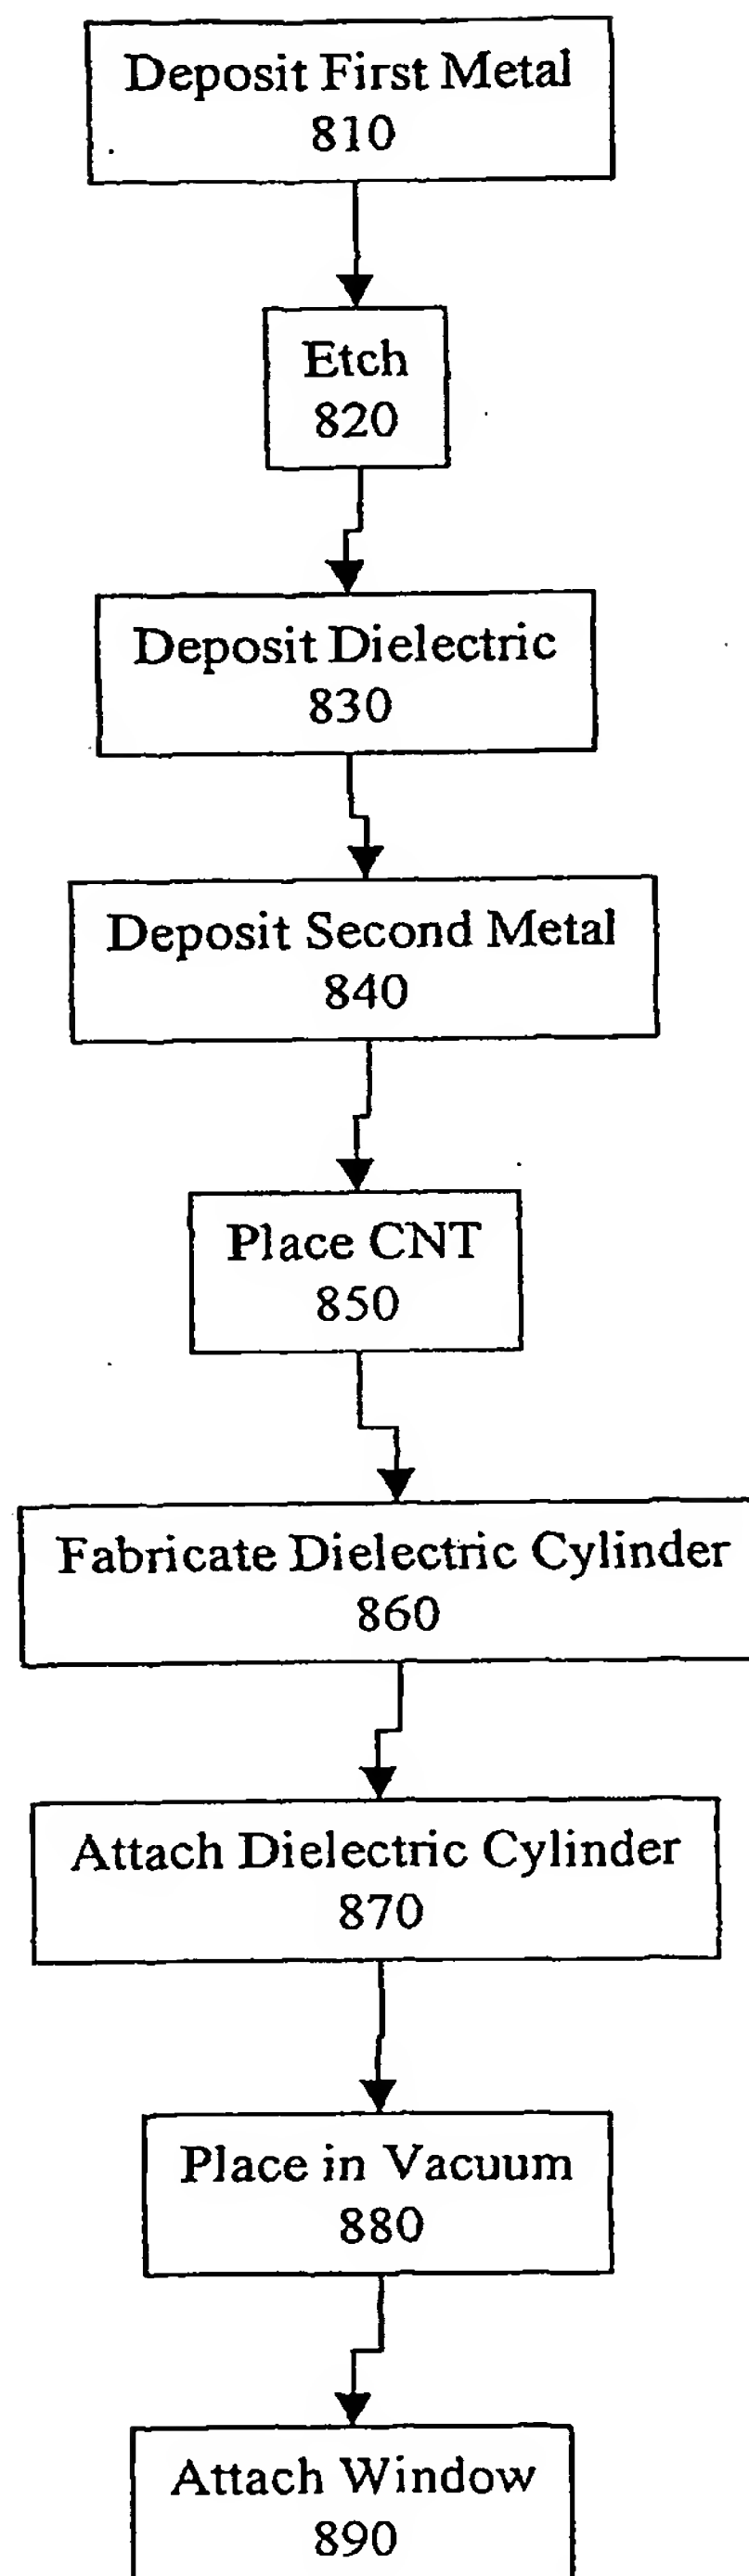 Deposit First Metal
810
Etch
820
Deposit Dielectric
830
Deposit Second Metal
840
Place CNT
850
Fabricate Dielectric Cylinder
860
Attach Dielectric Cylinder
870
Place in Vacuum
880
Attach Window
890